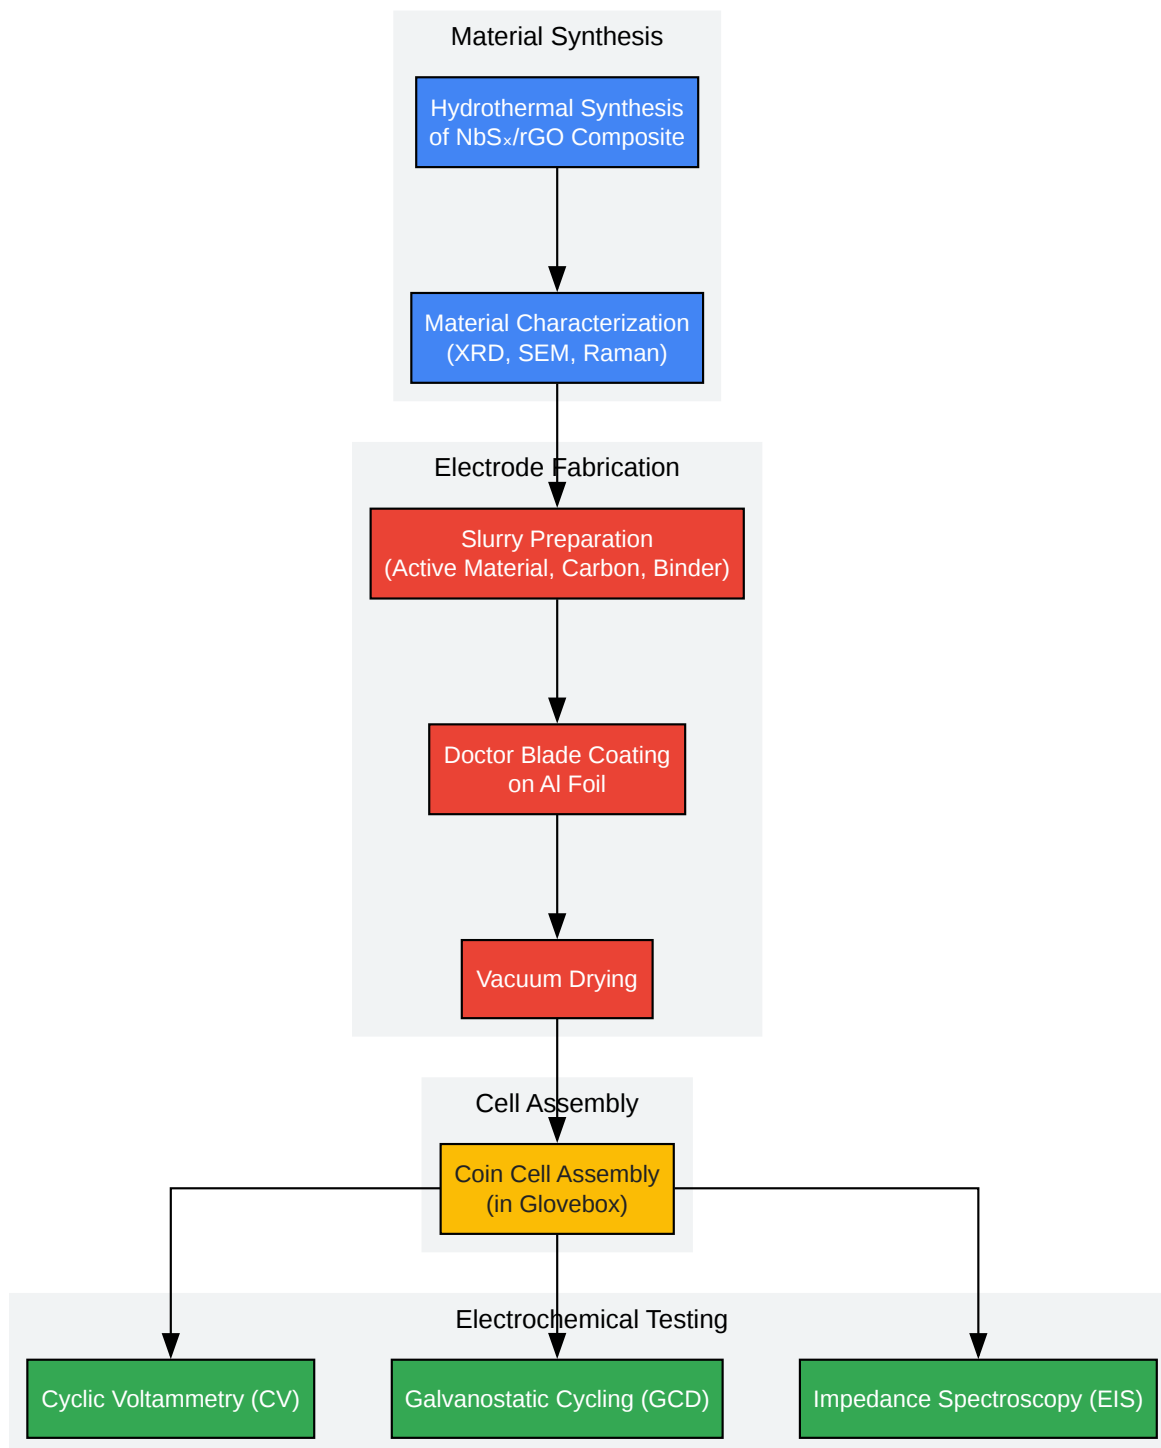 Material Synthesis
Hydrothermal Synthesis
of NbSₓ/rGO Composite
Material Characterization
(XRD, SEM, Raman)
Electrode Fabrication
Slurry Preparation
(Active Material, Carbon, Binder)
Doctor Blade Coating
on Al Foil
Vacuum Drying
Cell Assembly
Coin Cell Assembly
(in Glovebox)
Electrochemical Testing
Cyclic Voltammetry (CV)
Galvanostatic Cycling (GCD)
Impedance Spectroscopy (EIS)